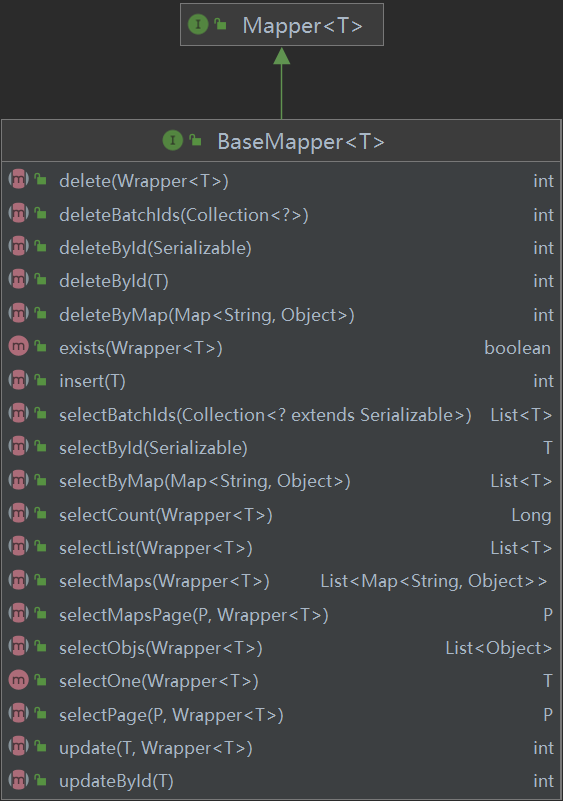 I Mapper<T>
I BaseMapper<T>
m delete(Wrapper<T>) int
m deleteBatchIds(Collection<?>) int
m deleteById(Serializable) int
m deleteById(T) int
m deleteByMap(Map<String, Object>) int
m exists(Wrapper<T>) boolean
m insert(T) int
m selectBatchIds(Collection<? extends Serializable>) List<T>
m selectById(Serializable) T
m selectByMap(Map<String, Object>) List<T>
m selectCount(Wrapper<T>) Long
m selectList(Wrapper<T>) List<T>
m selectMaps(Wrapper<T>) List<Map<String, Object>>
m selectMapsPage(P, Wrapper<T>) P
m selectObjs(Wrapper<T>) List<Object>
m selectOne(Wrapper<T>) T
m selectPage(P, Wrapper<T>) P
m update(T, Wrapper<T>) int
m updateById(T) int